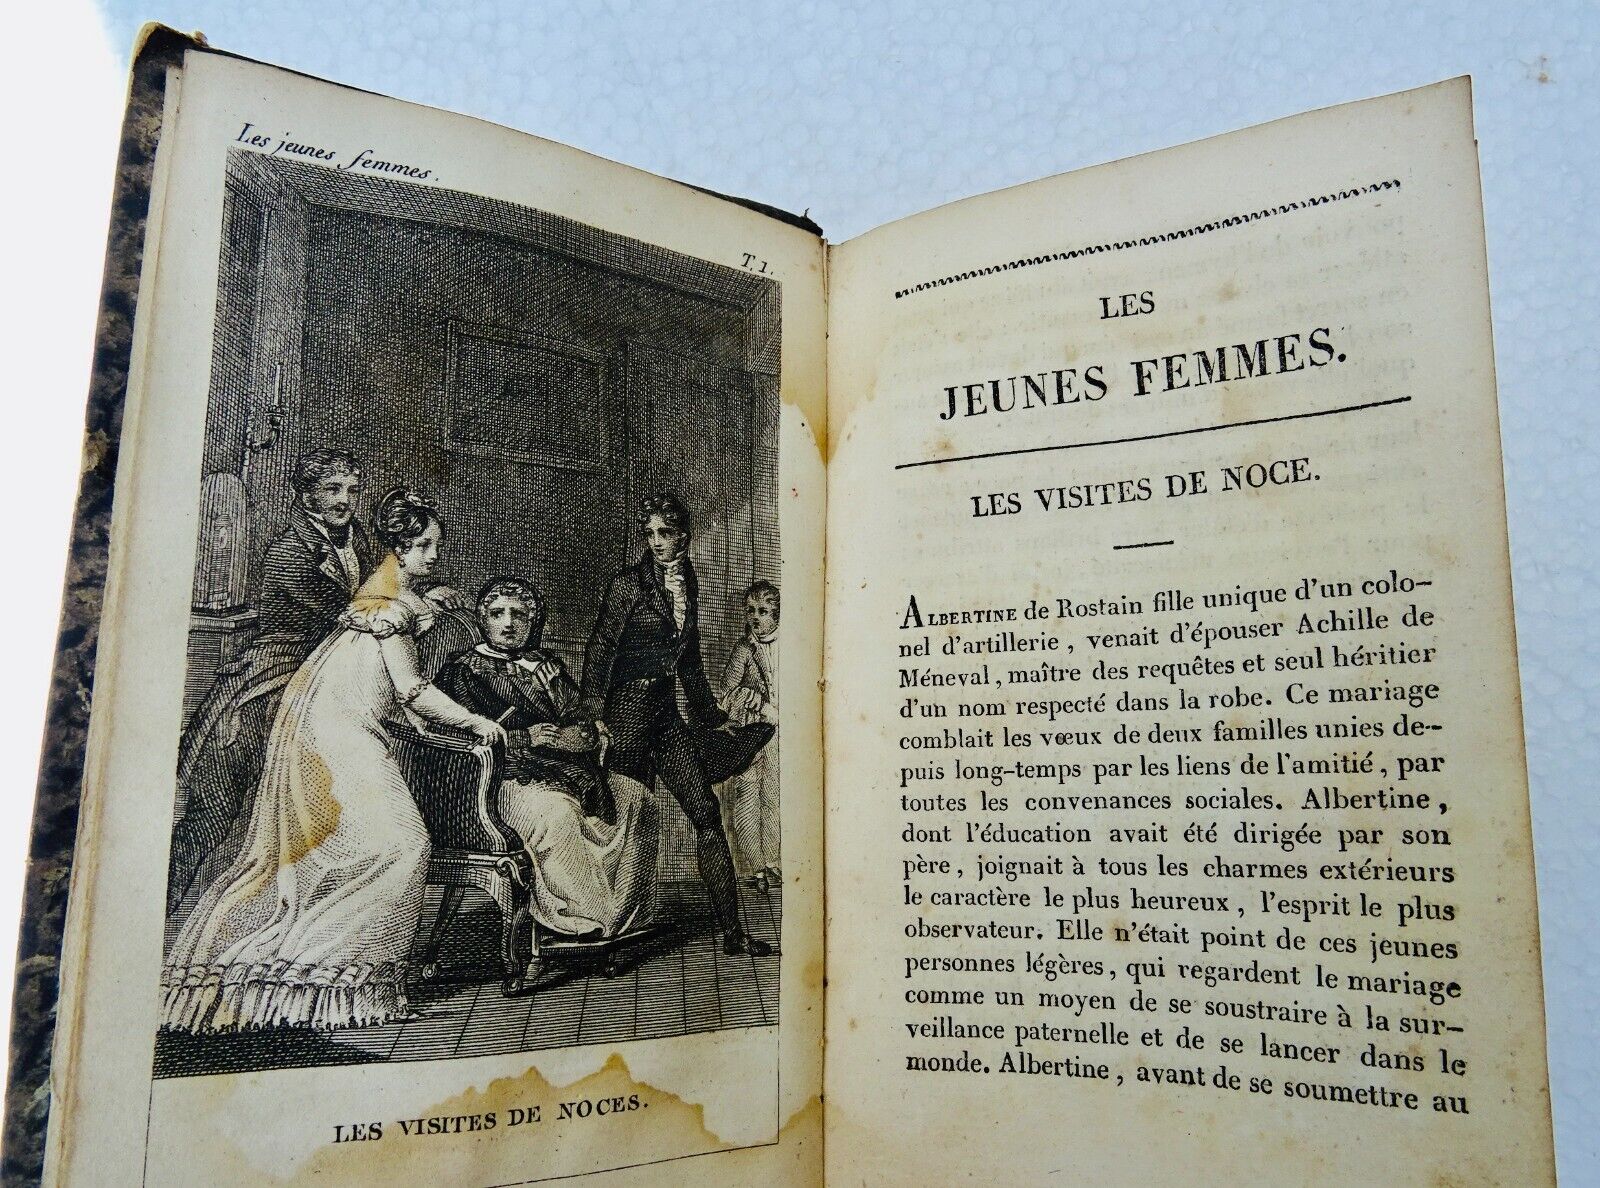 Les jeunes femmes.
T. 1.
LES VISITES DE NOCES.
LES
JEUNES FEMMES.
LES VISITES DE NOCE.
ALBERTINE de Rostain fille unique d'un colo-
nel d'artillerie, venait d'épouser Achille de
Méneval, maître des requêtes et seul héritier
d'un nom respecté dans la robe. Ce mariage
comblait les vœux de deux familles unies de-
puis long-temps par les liens de l'amitié, par
toutes les convenances sociales. Albertine,
dont l'éducation avait été dirigée par son
père, joignait à tous les charmes extérieurs
le caractère le plus heureux, l'esprit le plus
observateur. Elle n'était point de ces jeunes
personnes légères, qui regardent le mariage
comme un moyen de se soustraire à la sur-
veillance paternelle et de se lancer dans le
monde. Albertine, avant de se soumettre au